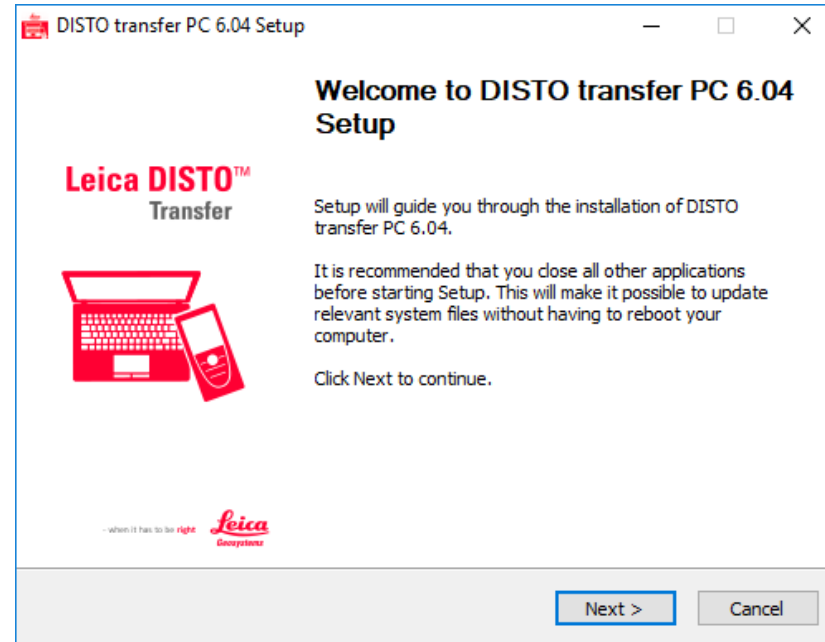 DISTO transfer PC 6.04 Setup
Welcome to DISTO transfer PC 6.04
Setup
Leica DISTO™
Transfer
Setup will guide you through the installation of DISTO
transfer PC 6.04.
It is recommended that you close all other applications
before starting Setup. This will make it possible to update
relevant system files without having to reboot your
computer.
Click Next to continue.
- when it has to be right
Leica
Geosystems
Next >
Cancel